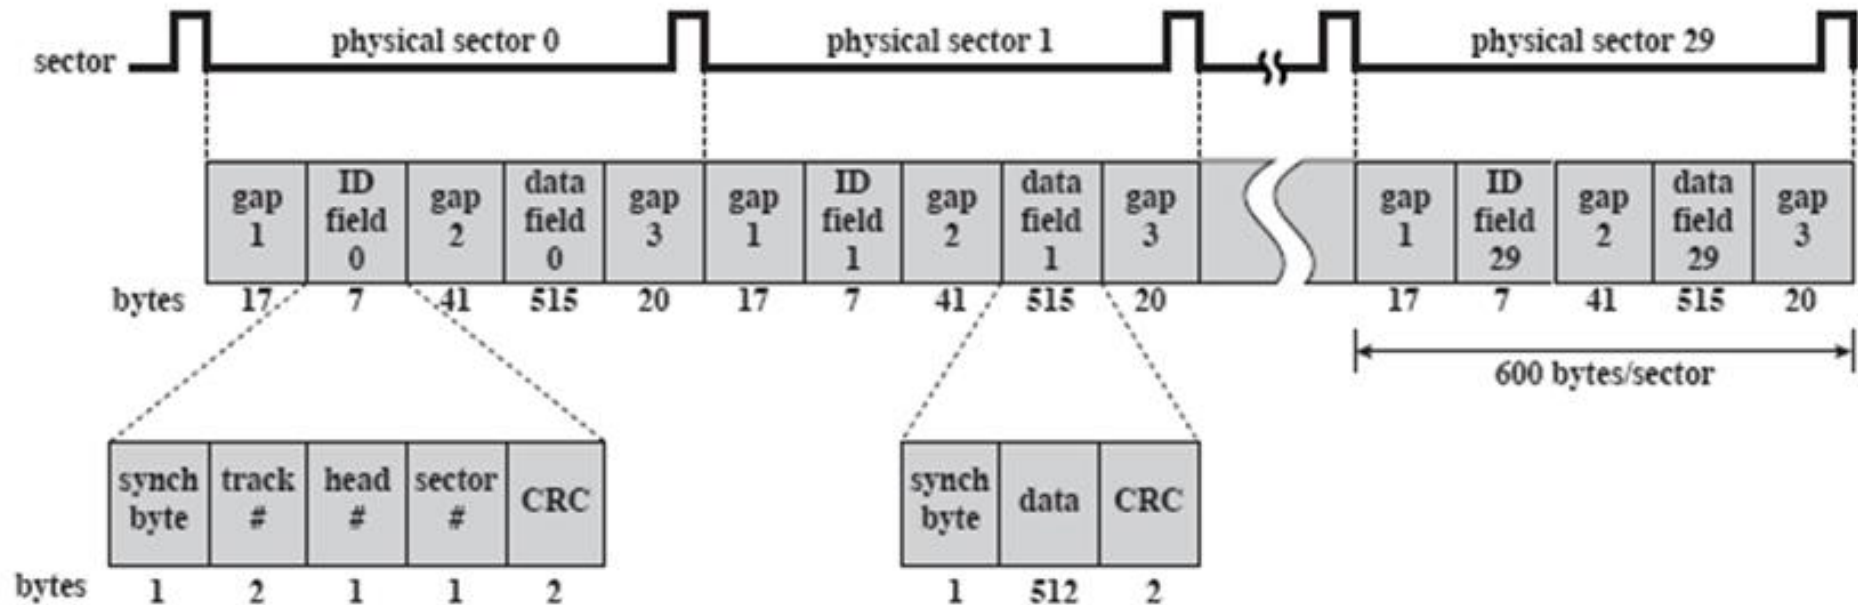 sector
physical sector 0
physical sector 1
physical sector 29
gap 1
ID field 0
gap 2
data field 0
gap 3
gap 1
ID field 1
gap 2
data field 1
gap 3
gap 1
ID field 29
gap 2
data field 29
gap 3
bytes 17 7 41 515 20 17 7 41 515 20 17 7 41 515 20
600 bytes/sector
synch byte
track #
head #
sector #
CRC
synch byte
data
CRC
bytes 1 2 1 1 2 1 512 2